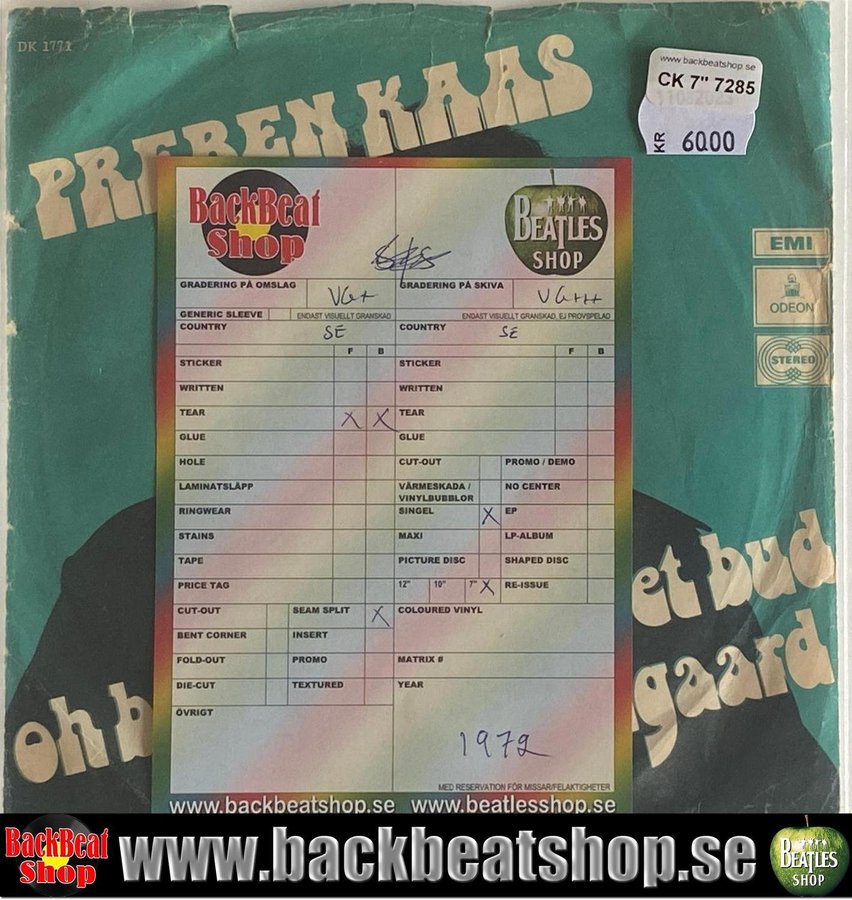 DK 1771
PREBEN KAAS
www.backbeatshop.se
CK 7" 7285
KR 6000
BackBeat
Shop
BEATLES
SHOP
GRADERING PÅ OMSLAG VG+ GRADERING PÅ SKIVA VG+++
GENERIC SLEEVE ENDAST VISUELLT GRANSKAD ENDAST VISUELLT GRANSKAD, EJ PROVSPELAD
COUNTRY SE COUNTRY SE
F B F B
STICKER STICKER
WRITTEN WRITTEN
TEAR X X TEAR
GLUE GLUE
HOLE CUT-OUT PROMO / DEMO
LAMINATSLÄPP VÄRMESKADA / VINYLBUBBLOR NO CENTER
RINGWEAR SINGEL X EP
STAINS MAXI LP-ALBUM
TAPE PICTURE DISC SHAPED DISC
PRICE TAG 12" 10" 7" X RE-ISSUE
CUT-OUT SEAM SPLIT X COLOURED VINYL
BENT CORNER INSERT
FOLD-OUT PROMO MATRIX #
DIE-CUT TEXTURED YEAR
ÖVRIGT
1972
MED RESERVATION FÖR MISSAR/FELAKTIGHETER
www.backbeatshop.se www.beatlesshop.se
EMI
ODEON
STEREO
et bud
oh b gaard
BackBeat
Shop
www.backbeatshop.se
BEATLES
SHOP